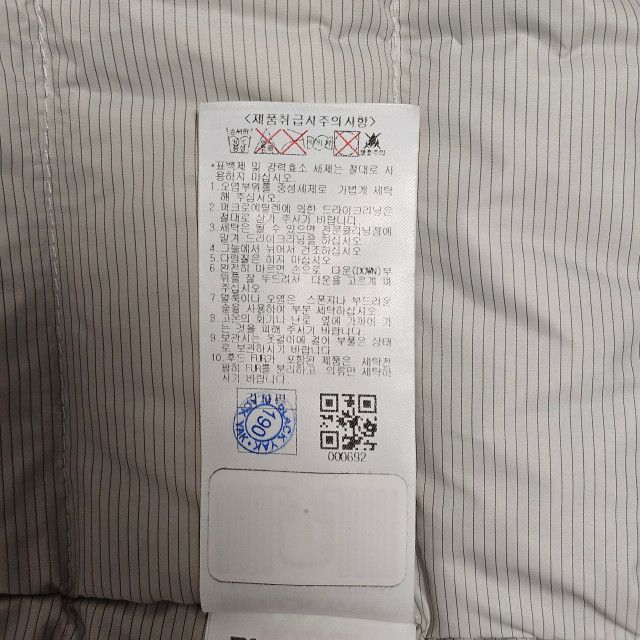 <제품취급시주의사항>
*표백제 및 강력효소 세제는 절대로 사
용하지 마십시오
1. 오염부위를 중성세제로 가볍게 세탁
해 주십시오
2. 퍼크로에틸렌에 의한 드라이크리닝은
절대로 삼가 주시기 바랍니다
3. 세탁은 될 수 있으면 전문클리닝점에
맡겨 드라이크리닝을 하십시오
4. 그늘에서 뉘어서 건조하십시오
5. 다림질은 하지 마십시오
6. 완전히 마르면 손으로 다운(DOWN)부
위를 잘 두드려서 다운을 고르게 펴
주십시오
7. 얼룩이나 오염은 스폰지나 부드러운
솔을 사용하여 부분 세탁하십시오
8. 고온의 화기나 난로 옆에 가까이 가
는 것을 피해 주시기 바랍니다
9. 보관시는 옷걸이에 걸어 부풀은 상태
로 보관하시기 바랍니다
10. 후드 FUR가 포함된 제품은 세탁전
필히 FUR를 분리하고 의류만 세탁하
시기 바랍니다
BLACK YAK
190
000692